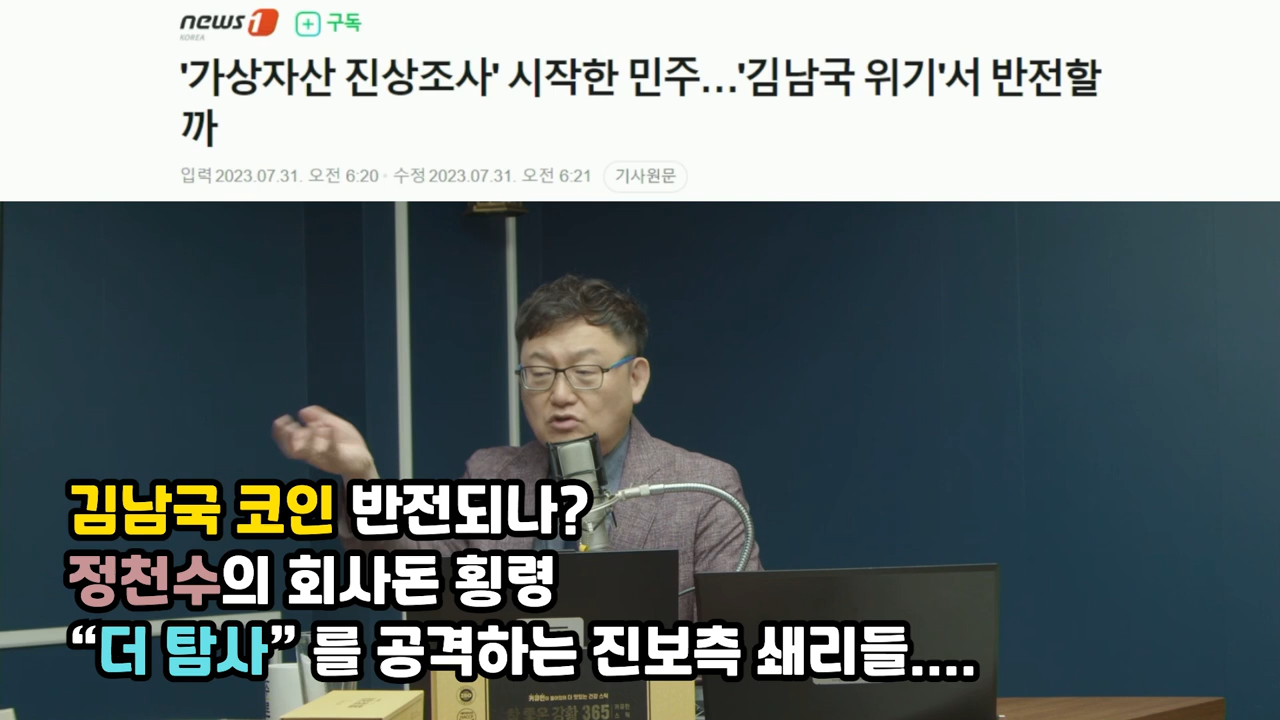 news1
KOREA
구독
'가상자산 진상조사' 시작한 민주…'김남국 위기'서 반전할
까
입력 2023.07.31. 오전 6:20 · 수정 2023.07.31. 오전 6:21 기사원문
김남국 코인 반전되나?
정천수의 회사돈 횡령
“더 탐사” 를 공격하는 진보측 쇄리들....
365